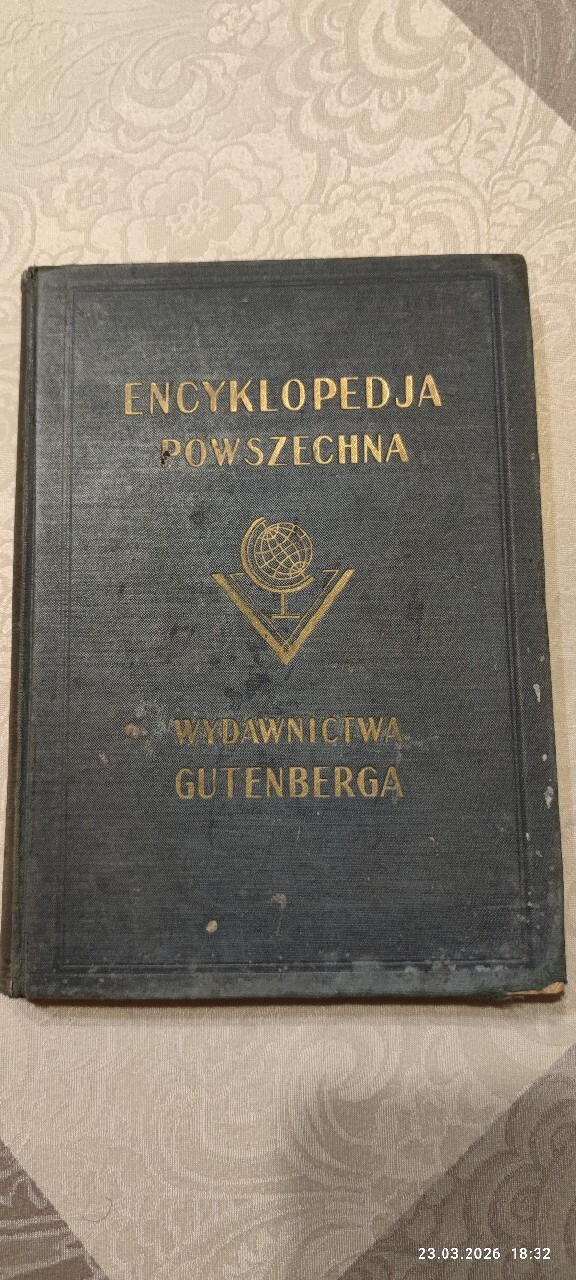 ENCYKLOPEDJA
POWSZECHNA
WYDAWNICTWA
GUTENBERGA
23.03.2026 18:32